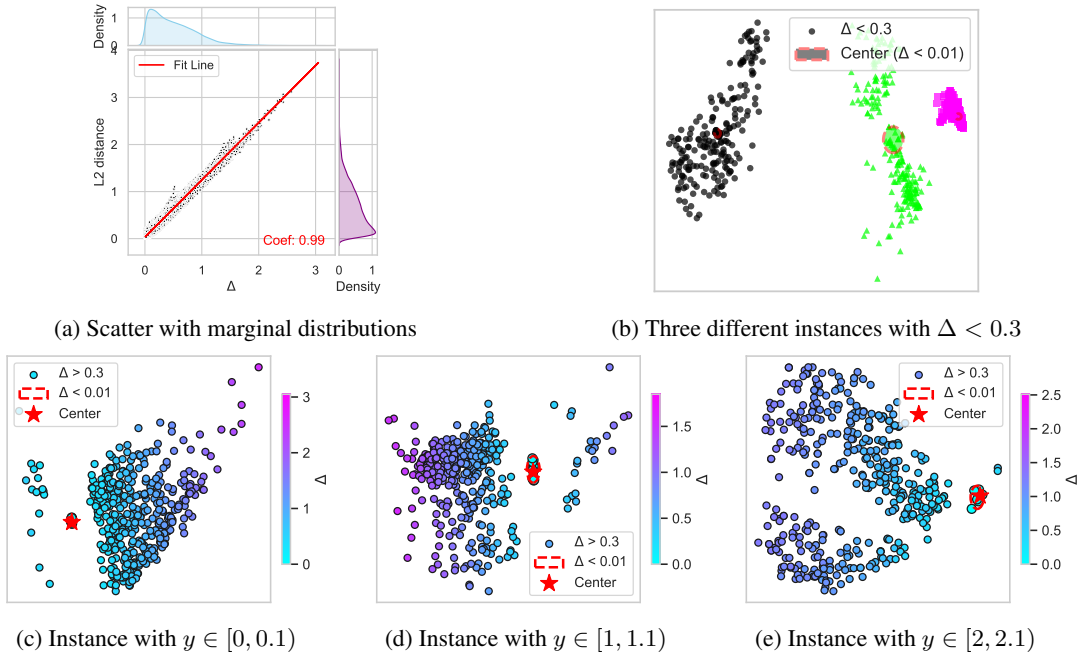 Density
1
0
4
3
2
1
0
L2 distance
Fit Line
Coef: 0.99
0 1 2 3
Δ
0 1
Density
Δ < 0.3
Center (Δ < 0.01)
(a) Scatter with marginal distributions
(b) Three different instances with Δ < 0.3
Δ > 0.3
Δ < 0.01
Center
3
2
1
0
Δ
Δ > 0.3
Δ < 0.01
Center
1.5
1.0
0.5
0.0
Δ
Δ > 0.3
Δ < 0.01
Center
2.5
2.0
1.5
1.0
0.5
0.0
Δ
(c) Instance with y ∈ [0, 0.1)
(d) Instance with y ∈ [1, 1.1)
(e) Instance with y ∈ [2, 2.1)